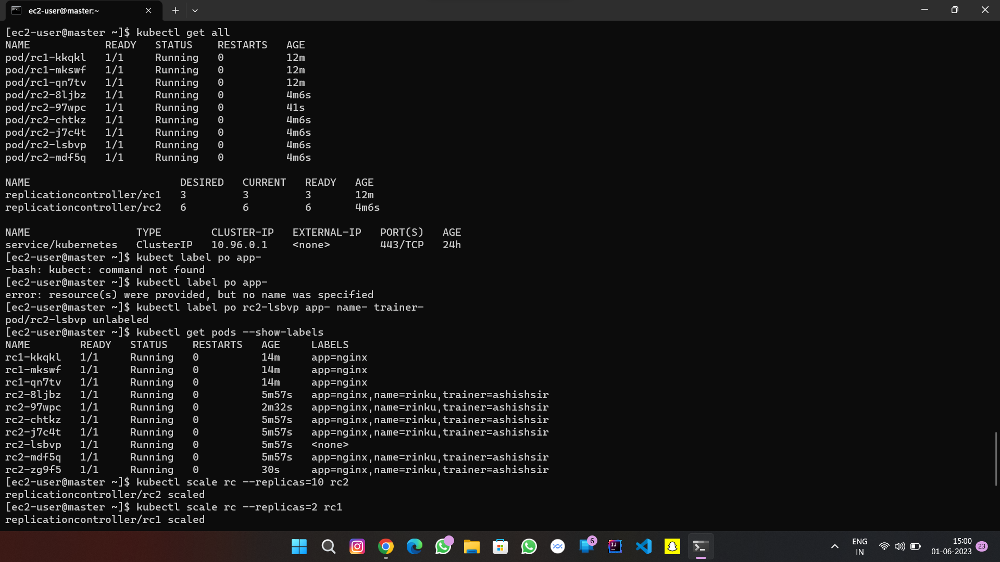 ec2-user@master:~
[ec2-user@master ~]$ kubectl get all
NAME            READY   STATUS    RESTARTS   AGE
pod/rc1-kkqkl   1/1     Running   0          12m
pod/rc1-mkswf   1/1     Running   0          12m
pod/rc1-qn7tv   1/1     Running   0          12m
pod/rc2-8ljbz   1/1     Running   0          4m6s
pod/rc2-97wpc   1/1     Running   0          41s
pod/rc2-chtkz   1/1     Running   0          4m6s
pod/rc2-j7c4t   1/1     Running   0          4m6s
pod/rc2-lsbvp   1/1     Running   0          4m6s
pod/rc2-mdf5q   1/1     Running   0          4m6s
NAME                        DESIRED   CURRENT   READY   AGE
replicationcontroller/rc1   3         3         3       12m
replicationcontroller/rc2   6         6         6       4m6s
NAME                 TYPE        CLUSTER-IP   EXTERNAL-IP   PORT(S)   AGE
service/kubernetes   ClusterIP   10.96.0.1    <none>        443/TCP   24h
[ec2-user@master ~]$ kubect label po app-
-bash: kubect: command not found
[ec2-user@master ~]$ kubectl label po app-
error: resource(s) were provided, but no name was specified
[ec2-user@master ~]$ kubectl label po rc2-lsbvp app- name- trainer-
pod/rc2-lsbvp unlabeled
[ec2-user@master ~]$ kubectl get pods --show-labels
NAME        READY   STATUS    RESTARTS   AGE     LABELS
rc1-kkqkl   1/1     Running   0          14m     app=nginx
rc1-mkswf   1/1     Running   0          14m     app=nginx
rc1-qn7tv   1/1     Running   0          14m     app=nginx
rc2-8ljbz   1/1     Running   0          5m57s   app=nginx,name=rinku,trainer=ashishsir
rc2-97wpc   1/1     Running   0          2m32s   app=nginx,name=rinku,trainer=ashishsir
rc2-chtkz   1/1     Running   0          5m57s   app=nginx,name=rinku,trainer=ashishsir
rc2-j7c4t   1/1     Running   0          5m57s   app=nginx,name=rinku,trainer=ashishsir
rc2-lsbvp   1/1     Running   0          5m57s   <none>
rc2-mdf5q   1/1     Running   0          5m57s   app=nginx,name=rinku,trainer=ashishsir
rc2-zg9f5   1/1     Running   0          30s     app=nginx,name=rinku,trainer=ashishsir
[ec2-user@master ~]$ kubectl scale rc --replicas=10 rc2
replicationcontroller/rc2 scaled
[ec2-user@master ~]$ kubectl scale rc --replicas=2 rc1
replicationcontroller/rc1 scaled
6
IJ
ENG
IN
15:00
01-06-2023
23